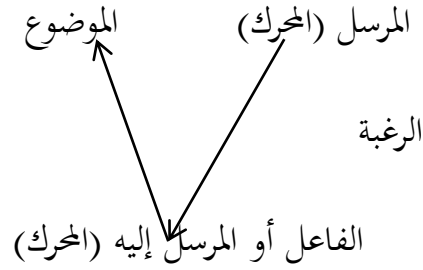 المرسل (المحرك) الموضوع
الرغبة
الفاعل أو المرسل إليه (المحرك)